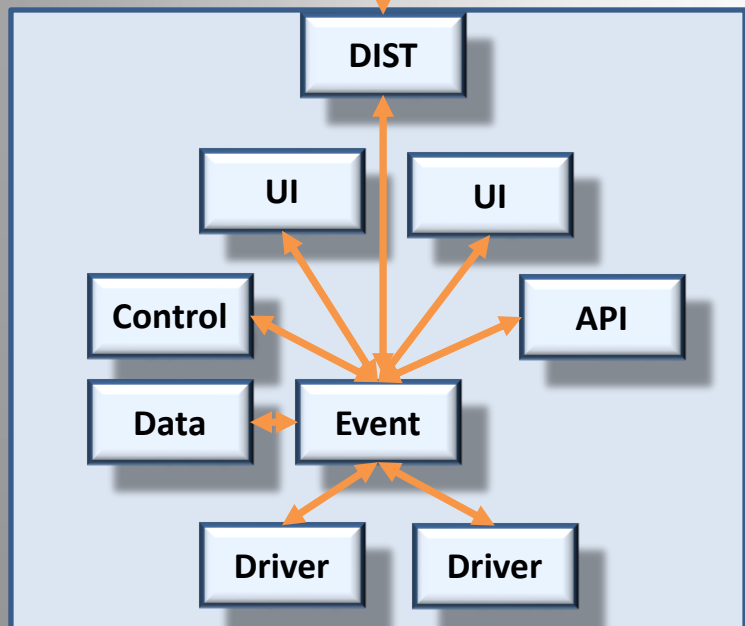 DIST
UI
UI
Control
API
Data
Event
Driver
Driver